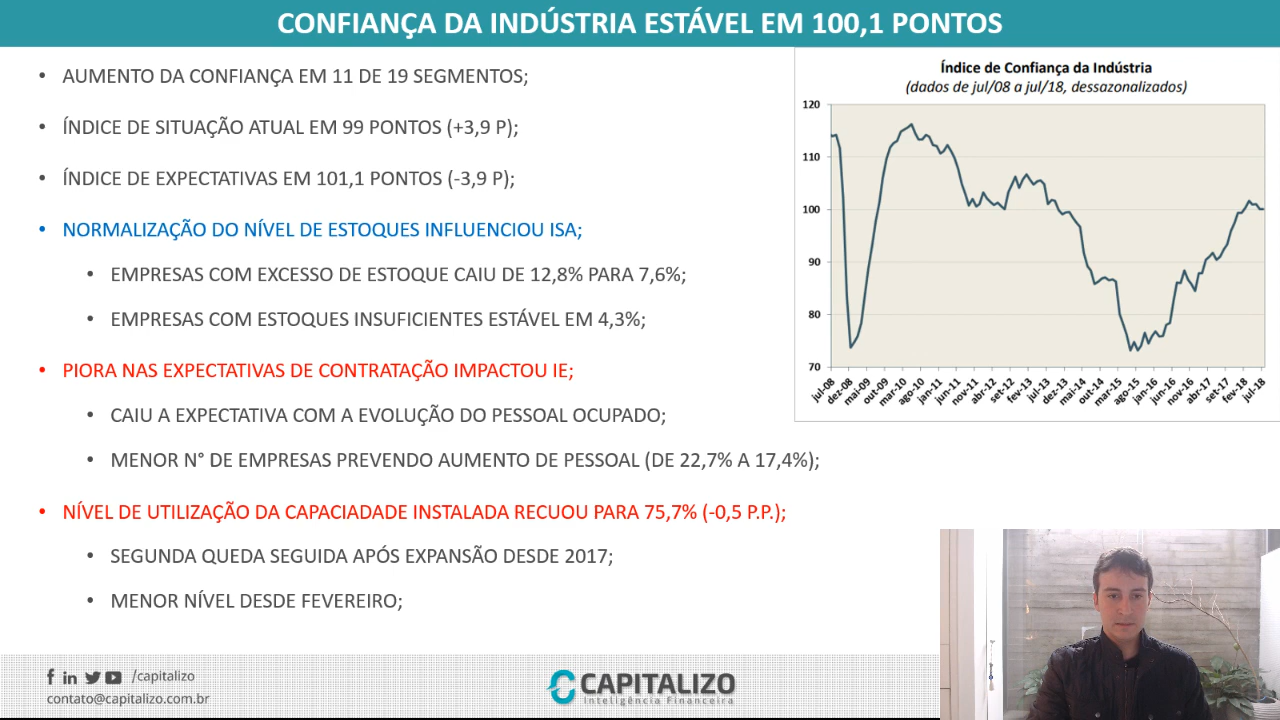 CONFIANÇA DA INDÚSTRIA ESTÁVEL EM 100,1 PONTOS
• AUMENTO DA CONFIANÇA EM 11 DE 19 SEGMENTOS;
• ÍNDICE DE SITUAÇÃO ATUAL EM 99 PONTOS (+3,9 P);
• ÍNDICE DE EXPECTATIVAS EM 101,1 PONTOS (-3,9 P);
• NORMALIZAÇÃO DO NÍVEL DE ESTOQUES INFLUENCIOU ISA;
• EMPRESAS COM EXCESSO DE ESTOQUE CAIU DE 12,8% PARA 7,6%;
• EMPRESAS COM ESTOQUES INSUFICIENTES ESTÁVEL EM 4,3%;
• PIORA NAS EXPECTATIVAS DE CONTRATAÇÃO IMPACTOU IE;
• CAIU A EXPECTATIVA COM A EVOLUÇÃO DO PESSOAL OCUPADO;
• MENOR N° DE EMPRESAS PREVENDO AUMENTO DE PESSOAL (DE 22,7% A 17,4%);
• NÍVEL DE UTILIZAÇÃO DA CAPACIADADE INSTALADA RECUOU PARA 75,7% (-0,5 P.P.);
• SEGUNDA QUEDA SEGUIDA APÓS EXPANSÃO DESDE 2017;
• MENOR NÍVEL DESDE FEVEREIRO;
Índice de Confiança da Indústria
(dados de jul/08 a jul/18, dessazonalizados)
120
110
100
90
80
70
jul-08
dez-08
mai-09
out-09
mar-10
ago-10
jan-11
jun-11
nov-11
abr-12
set-12
fev-13
jul-13
dez-13
mai-14
out-14
mar-15
ago-15
jan-16
jun-16
nov-16
abr-17
set-17
fev-18
jul-18
/capitalizo
contato@capitalizo.com.br
CAPITALIZO
Inteligência Financeira